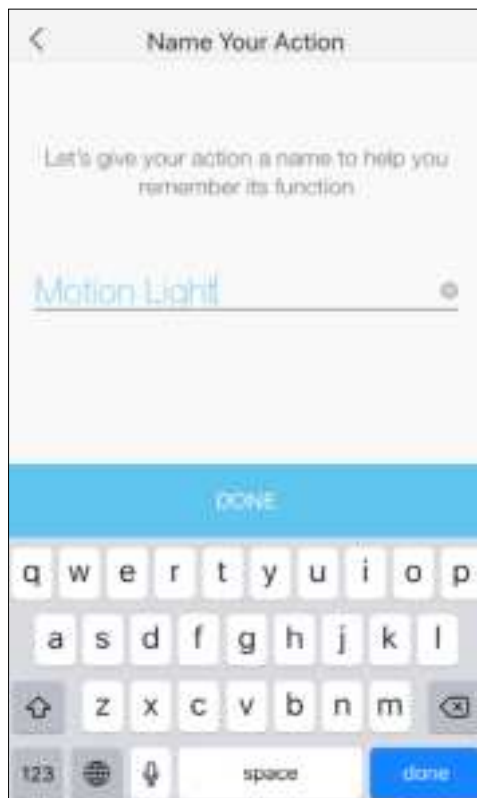 Name Your Action
Let's give your action a name to help you
remember its function
Motion Light
DONE
q w e r t y u i o p
a s d f g h j k l
z x c v b n m
123 space done